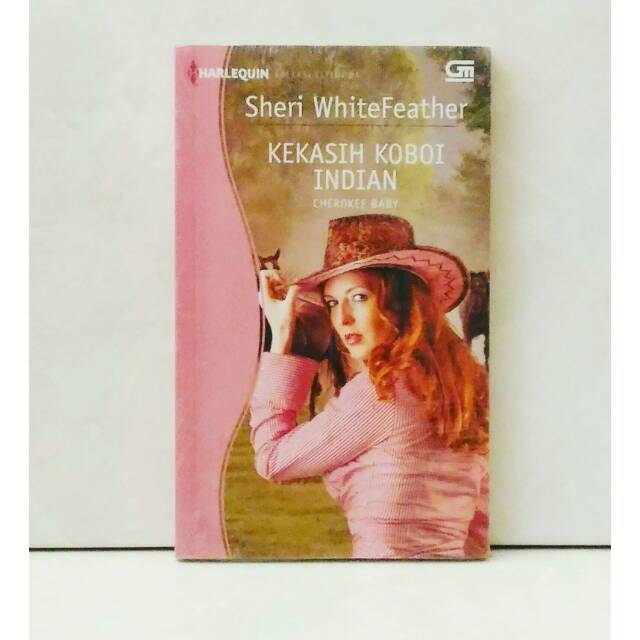 HARLEQUIN
GM
Sheri WhiteFeather
KEKASIH KOBOI
INDIAN
CHEROKEE BABY